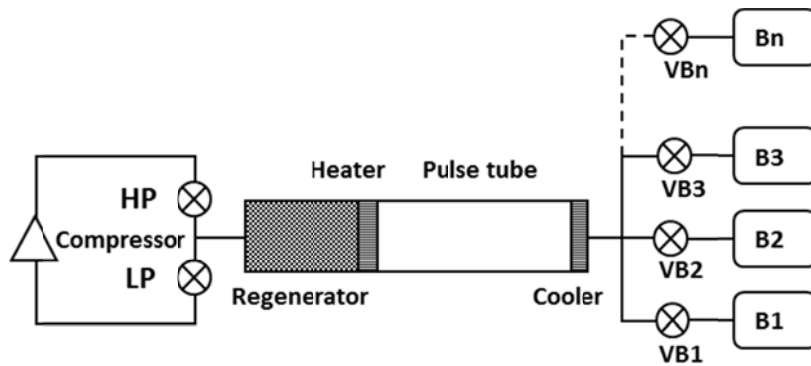 Bn
VBn
Heater
Pulse tube
HP
B3
VB3
Compressor
B2
LP
VB2
Regenerator
Cooler
B1
VB1